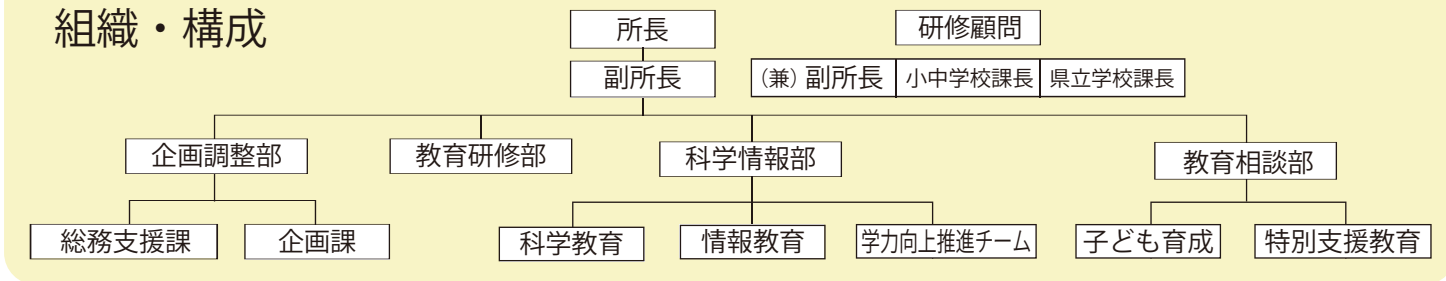 組織・構成
所長
研修顧問
副所長
(兼) 副所長 小中学校課長 県立学校課長
企画調整部 教育研修部 科学情報部 教育相談部
総務支援課 企画課 科学教育 情報教育 学力向上推進チーム 子ども育成 特別支援教育